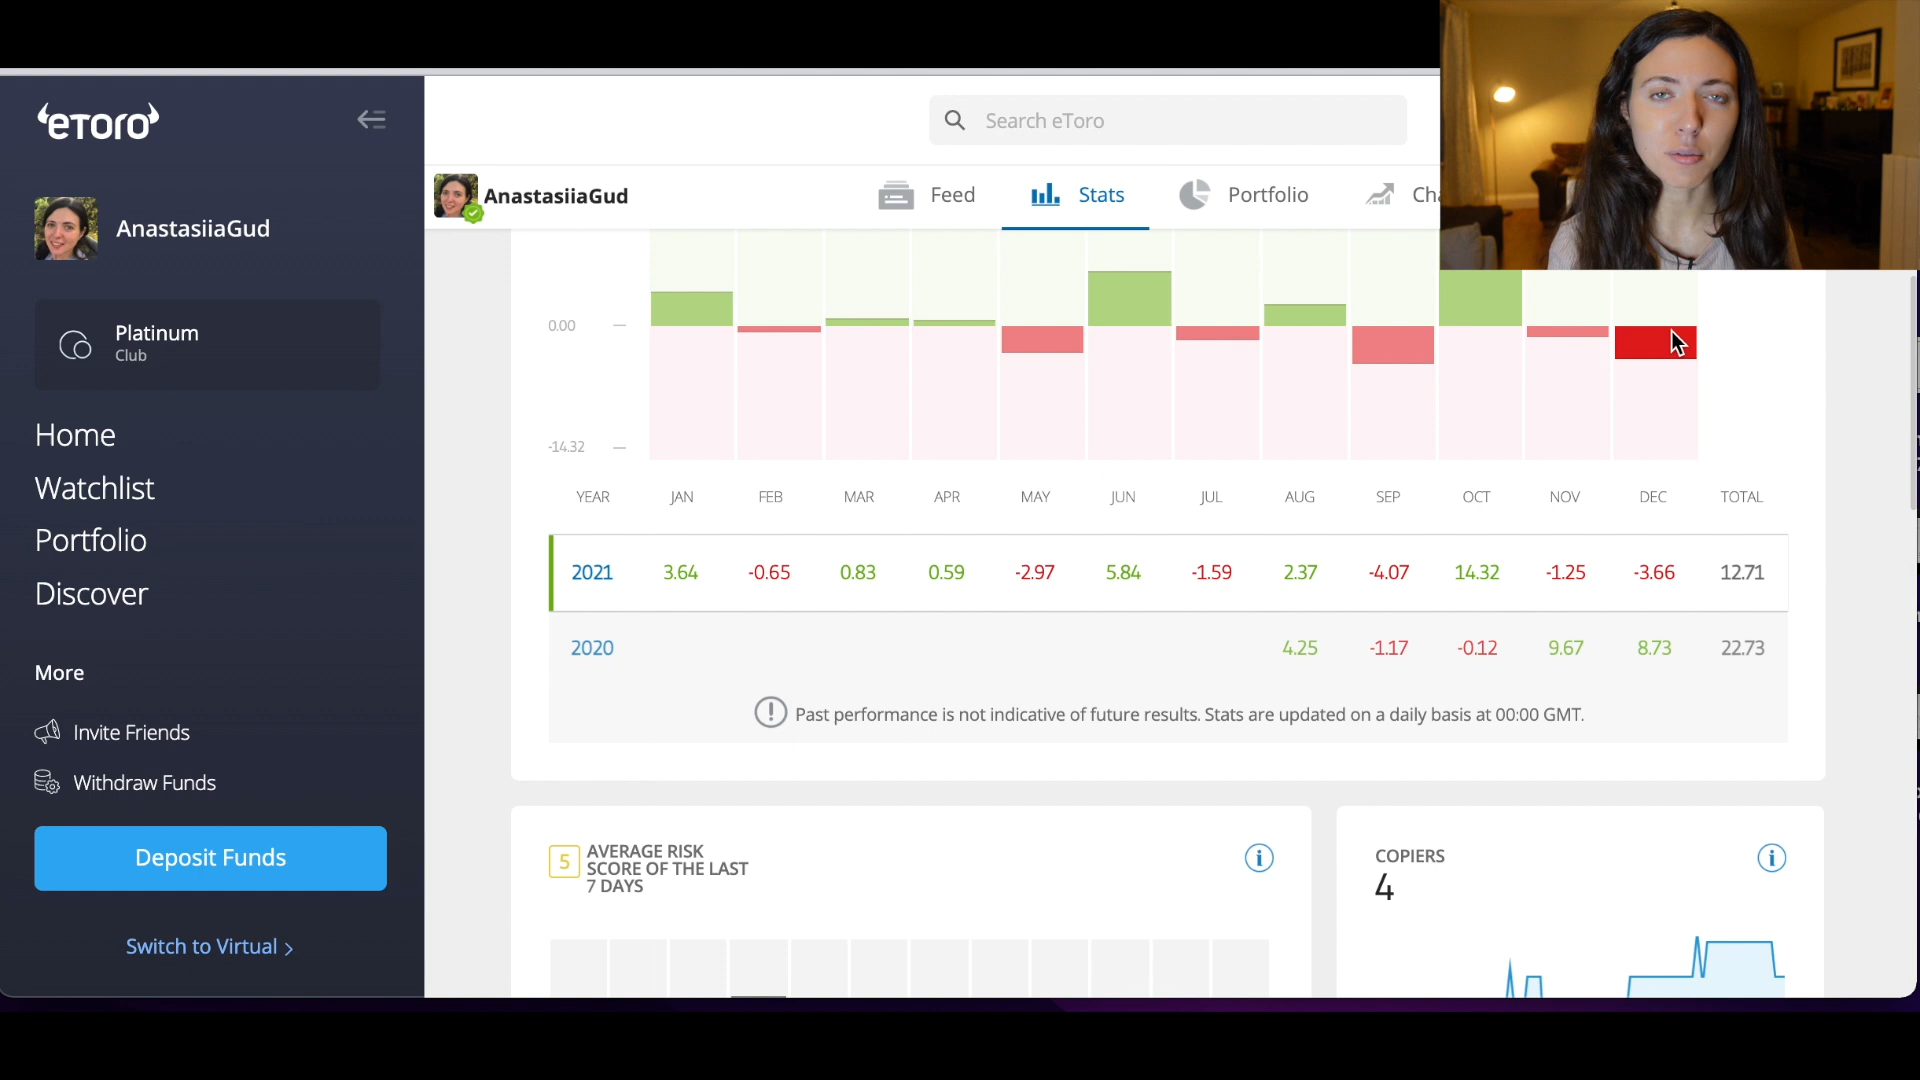 eToro
Search eToro
AnastasiiaGud
Feed
Stats
Portfolio
Ch
AnastasiiaGud
Platinum
Club
Home
Watchlist
Portfolio
Discover
More
Invite Friends
Withdraw Funds
Deposit Funds
Switch to Virtual >
0.00
-14.32
YEAR JAN FEB MAR APR MAY JUN JUL AUG SEP OCT NOV DEC TOTAL
2021 3.64 -0.65 0.83 0.59 -2.97 5.84 -1.59 2.37 -4.07 14.32 -1.25 -3.66 12.71
2020 4.25 -1.17 -0.12 9.67 8.73 22.73
! Past performance is not indicative of future results. Stats are updated on a daily basis at 00:00 GMT.
5 AVERAGE RISK
SCORE OF THE LAST
7 DAYS
i
COPIERS
4
i